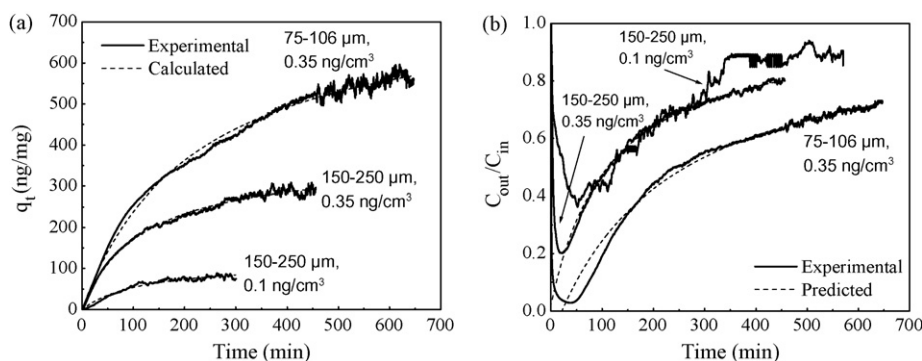 (a)
700
600
500
400
300
200
100
0
q_t (ng/mg)
Experimental
Calculated
75-106 μm,
0.35 ng/cm³
150-250 μm,
0.35 ng/cm³
150-250 μm,
0.1 ng/cm³
0 100 200 300 400 500 600 700
Time (min)
(b)
1.0
0.8
0.6
0.4
0.2
0.0
C_out/C_in
150-250 μm,
0.1 ng/cm³
150-250 μm,
0.35 ng/cm³
75-106 μm,
0.35 ng/cm³
Experimental
Predicted
0 100 200 300 400 500 600 700
Time (min)